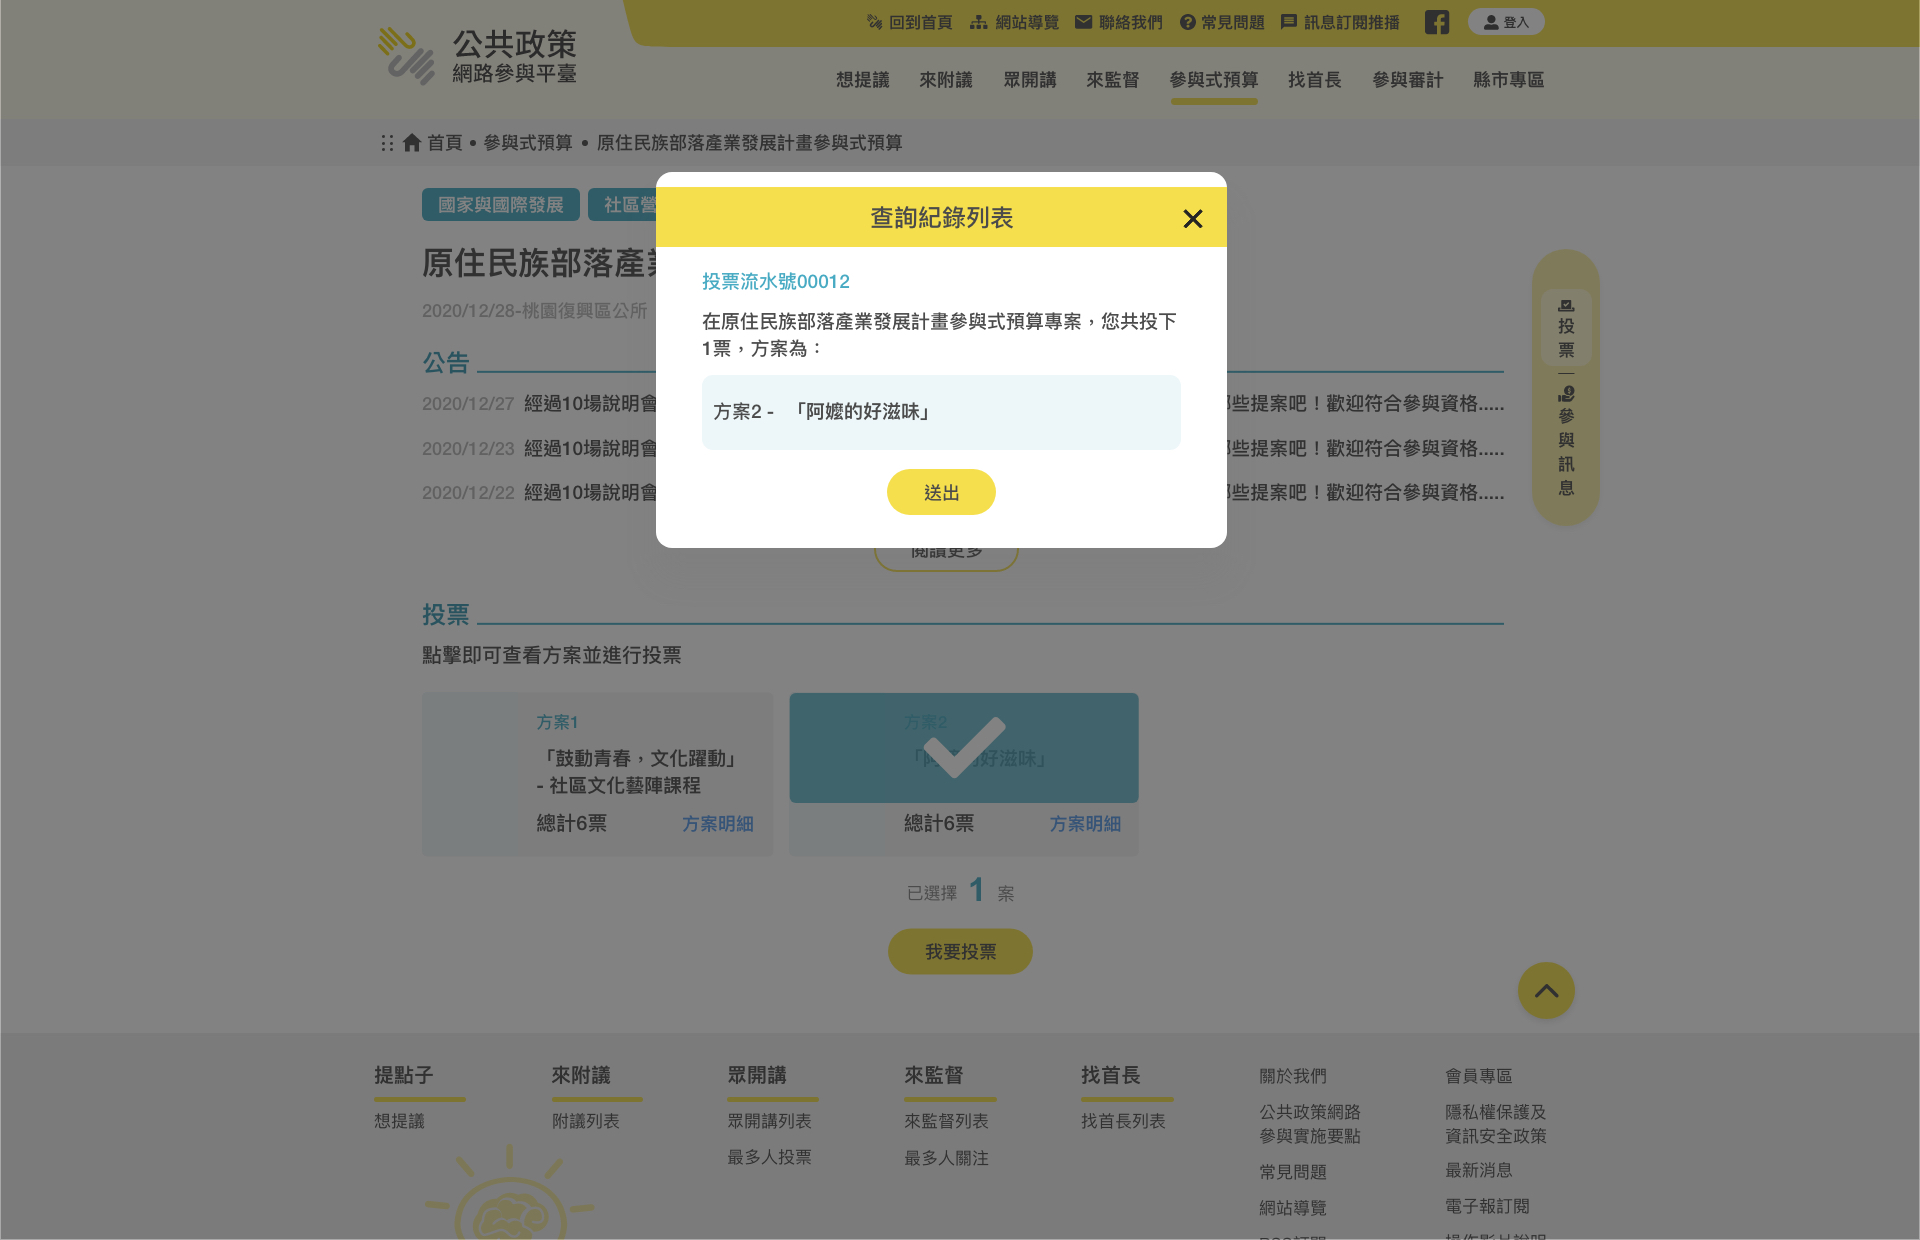 公共政策
網路參與平臺
回到首頁 網站導覽 聯絡我們 常見問題 訊息訂閱推播 登入
想提議 來附議 眾開講 來監督 參與式預算 找首長 參與審計 縣市專區
首頁 • 參與式預算 • 原住民族部落產業發展計畫參與式預算
國家與國際發展 社區營
原住民族部落產業
2020/12/28-桃園復興區公所
公告
2020/12/27 經過10場說明會 些提案吧！歡迎符合參與資格.....
2020/12/23 經過10場說明會 些提案吧！歡迎符合參與資格.....
2020/12/22 經過10場說明會 些提案吧！歡迎符合參與資格.....
閱讀更多
查詢紀錄列表
投票流水號00012
在原住民族部落產業發展計畫參與式預算專案，您共投下
1票，方案為：
方案2 - 「阿嬤的好滋味」
送出
投票
參與訊息
投票
點擊即可查看方案並進行投票
方案1
「鼓動青春，文化躍動」
- 社區文化藝陣課程
總計6票 方案明細
方案2
「阿 的好滋味」
總計6票 方案明細
已選擇 1 案
我要投票
提點子
想提議
來附議
附議列表
眾開講
眾開講列表
最多人投票
來監督
來監督列表
最多人關注
找首長
找首長列表
關於我們
公共政策網路
參與實施要點
常見問題
網站導覽
RSS訂閱
會員專區
隱私權保護及
資訊安全政策
最新消息
電子報訂閱
操作影片說明